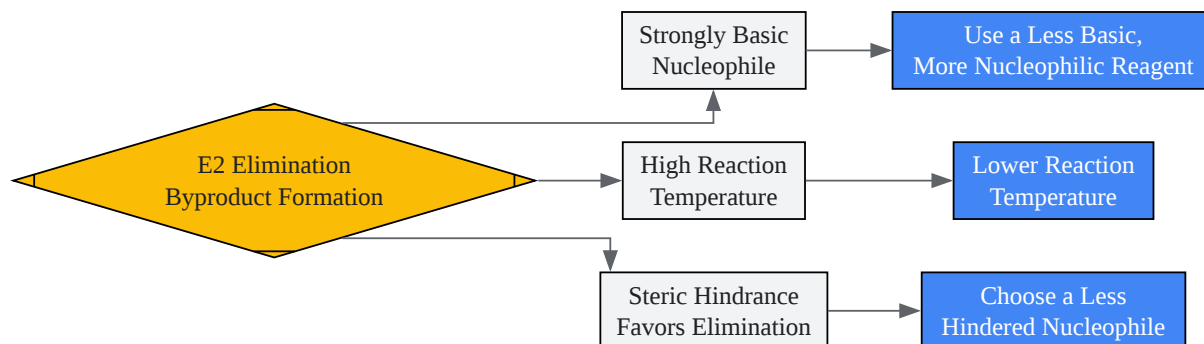 Strongly Basic
Nucleophile
Use a Less Basic,
More Nucleophilic Reagent
E2 Elimination
Byproduct Formation
High Reaction
Temperature
Lower Reaction
Temperature
Steric Hindrance
Favors Elimination
Choose a Less
Hindered Nucleophile